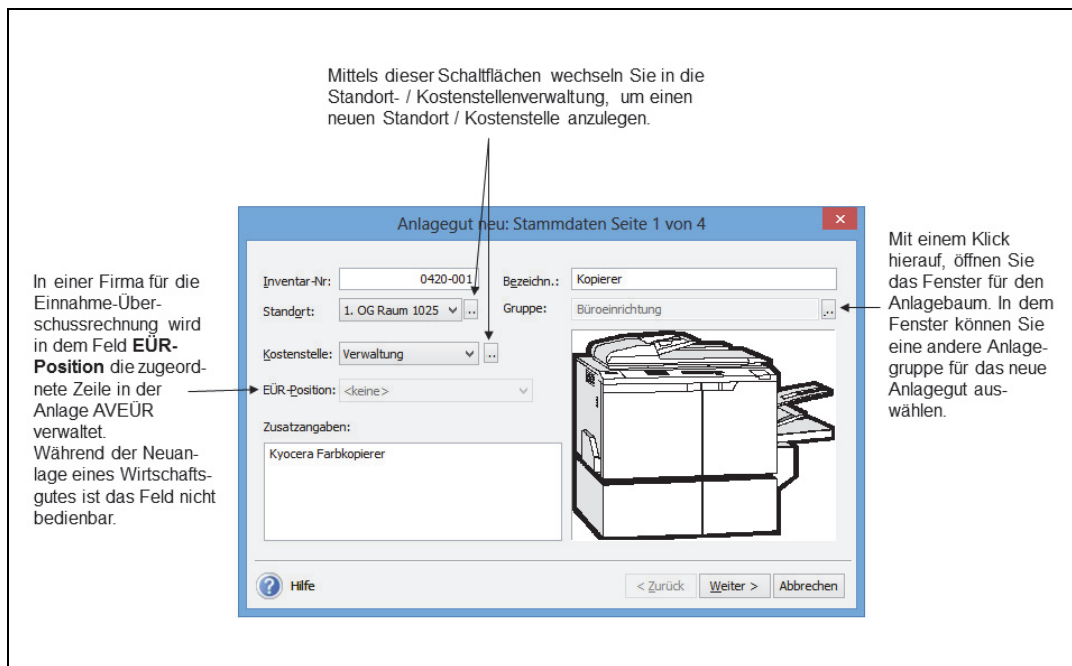 Mittels dieser Schaltflächen wechseln Sie in die
Standort- / Kostenstellenverwaltung, um einen
neuen Standort / Kostenstelle anzulegen.
Anlagegut neu: Stammdaten Seite 1 von 4
x
In einer Firma für die
Einnahme-Über-
schussrechnung wird
in dem Feld EÜR-
Position die zugeord-
nete Zeile in der
Anlage AVEÜR
verwaltet.
Während der Neuan-
lage eines Wirtschafts-
gutes ist das Feld nicht
bedienbar.
Inventar-Nr: 0420-001 Bezeichn.: Kopierer
Standort: 1. OG Raum 1025 .. Gruppe: Büroeinrichtung ..
Kostenstelle: Verwaltung ..
EÜR-Position: <keine>
Zusatzangaben:
Kyocera Farbkopierer
? Hilfe < Zurück Weiter > Abbrechen
Mit einem Klick
hierauf, öffnen Sie
das Fenster für den
Anlagebaum. In dem
Fenster können Sie
eine andere Anlage-
gruppe für das neue
Anlagegut aus-
wählen.